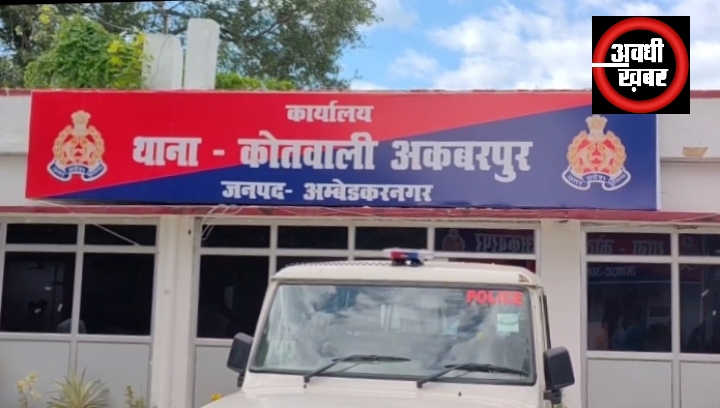 अवधी
ख़बर
कार्यालय
थाना - कोतवाली अकबरपुर
जनपद- अम्बेडकरनगर
POLICE